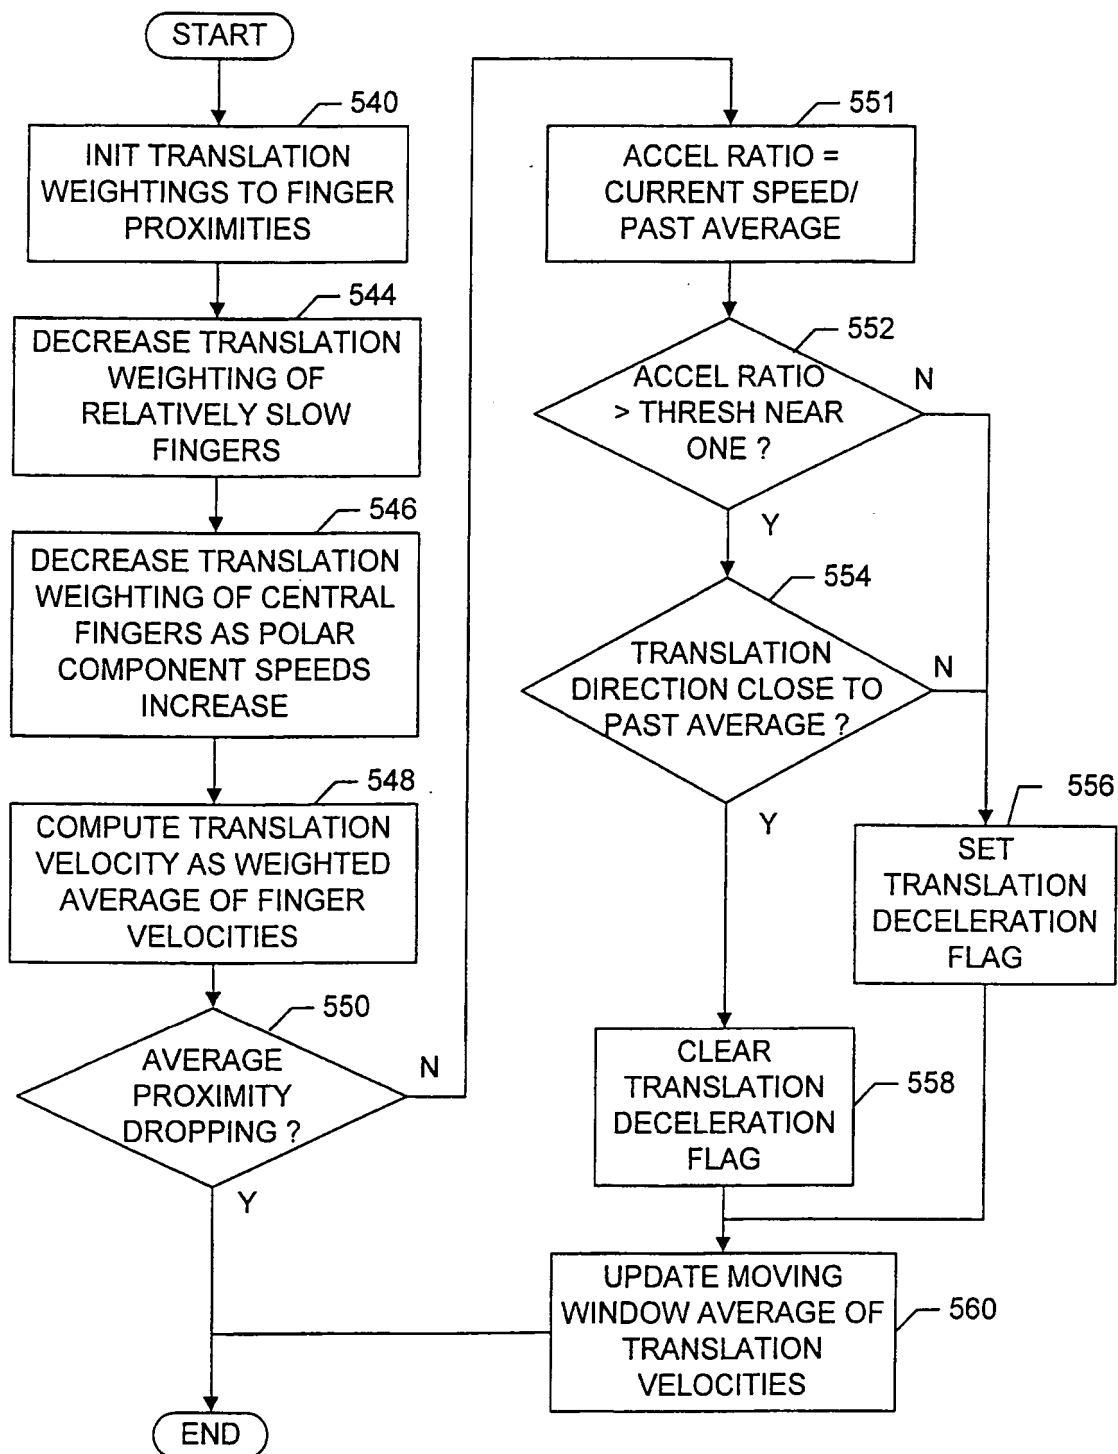 START
540
INIT TRANSLATION
WEIGHTINGS TO FINGER
PROXIMITIES
544
DECREASE TRANSLATION
WEIGHTING OF
RELATIVELY SLOW
FINGERS
546
DECREASE TRANSLATION
WEIGHTING OF CENTRAL
FINGERS AS POLAR
COMPONENT SPEEDS
INCREASE
548
COMPUTE TRANSLATION
VELOCITY AS WEIGHTED
AVERAGE OF FINGER
VELOCITIES
550
AVERAGE
PROXIMITY
DROPPING ?
N
Y
551
ACCEL RATIO =
CURRENT SPEED/
PAST AVERAGE
552
ACCEL RATIO
> THRESH NEAR
ONE ?
N
Y
554
TRANSLATION
DIRECTION CLOSE TO
PAST AVERAGE ?
N
Y
556
SET
TRANSLATION
DECELERATION
FLAG
558
CLEAR
TRANSLATION
DECELERATION
FLAG
560
UPDATE MOVING
WINDOW AVERAGE OF
TRANSLATION
VELOCITIES
END